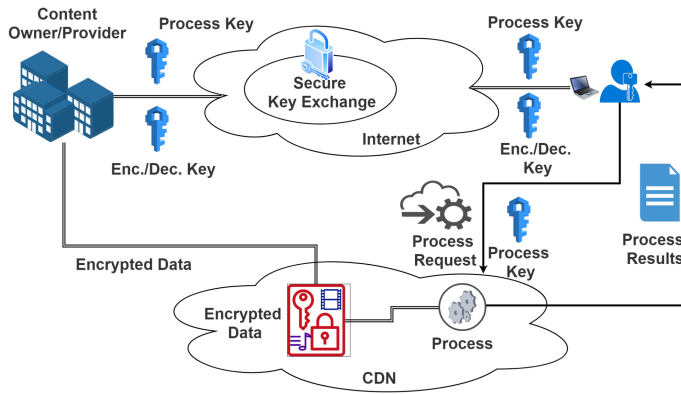 Content
Owner/Provider
Process Key
Enc./Dec. Key
Secure
Key Exchange
Internet
Process Key
Enc./Dec.
Key
Process
Request
Process
Key
Process
Results
Encrypted Data
Encrypted
Data
Process
CDN